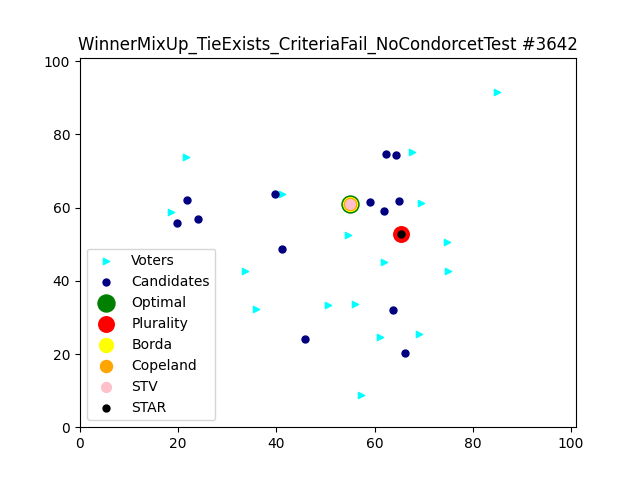 WinnerMixUp_TieExists_CriteriaFail_NoCondorcetTest #3642
100
80
60
40
20
0
Voters
Candidates
Optimal
Plurality
Borda
Copeland
STV
STAR
0 20 40 60 80 100